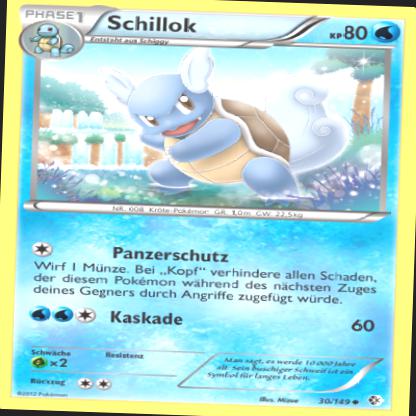 PHASE 1
Schillok
KP 80
Entsteht aus Schiggy
NR. 008 Kröte-Pokémon GR. 1,0m GW. 22,5kg
Panzerschutz
Wirf 1 Münze. Bei „Kopf“ verhindere allen Schaden,
der diesem Pokémon während des nächsten Zuges
deines Gegners durch Angriffe zugefügt würde.
Kaskade 60
Schwäche Resistenz
×2
Rückzug
Man sagt, es werde 10 000 Jahre
alt. Sein buschiger Schweif ist ein
Symbol für langes Leben.
©2012 Pokémon
Illus. Mizue 30/149